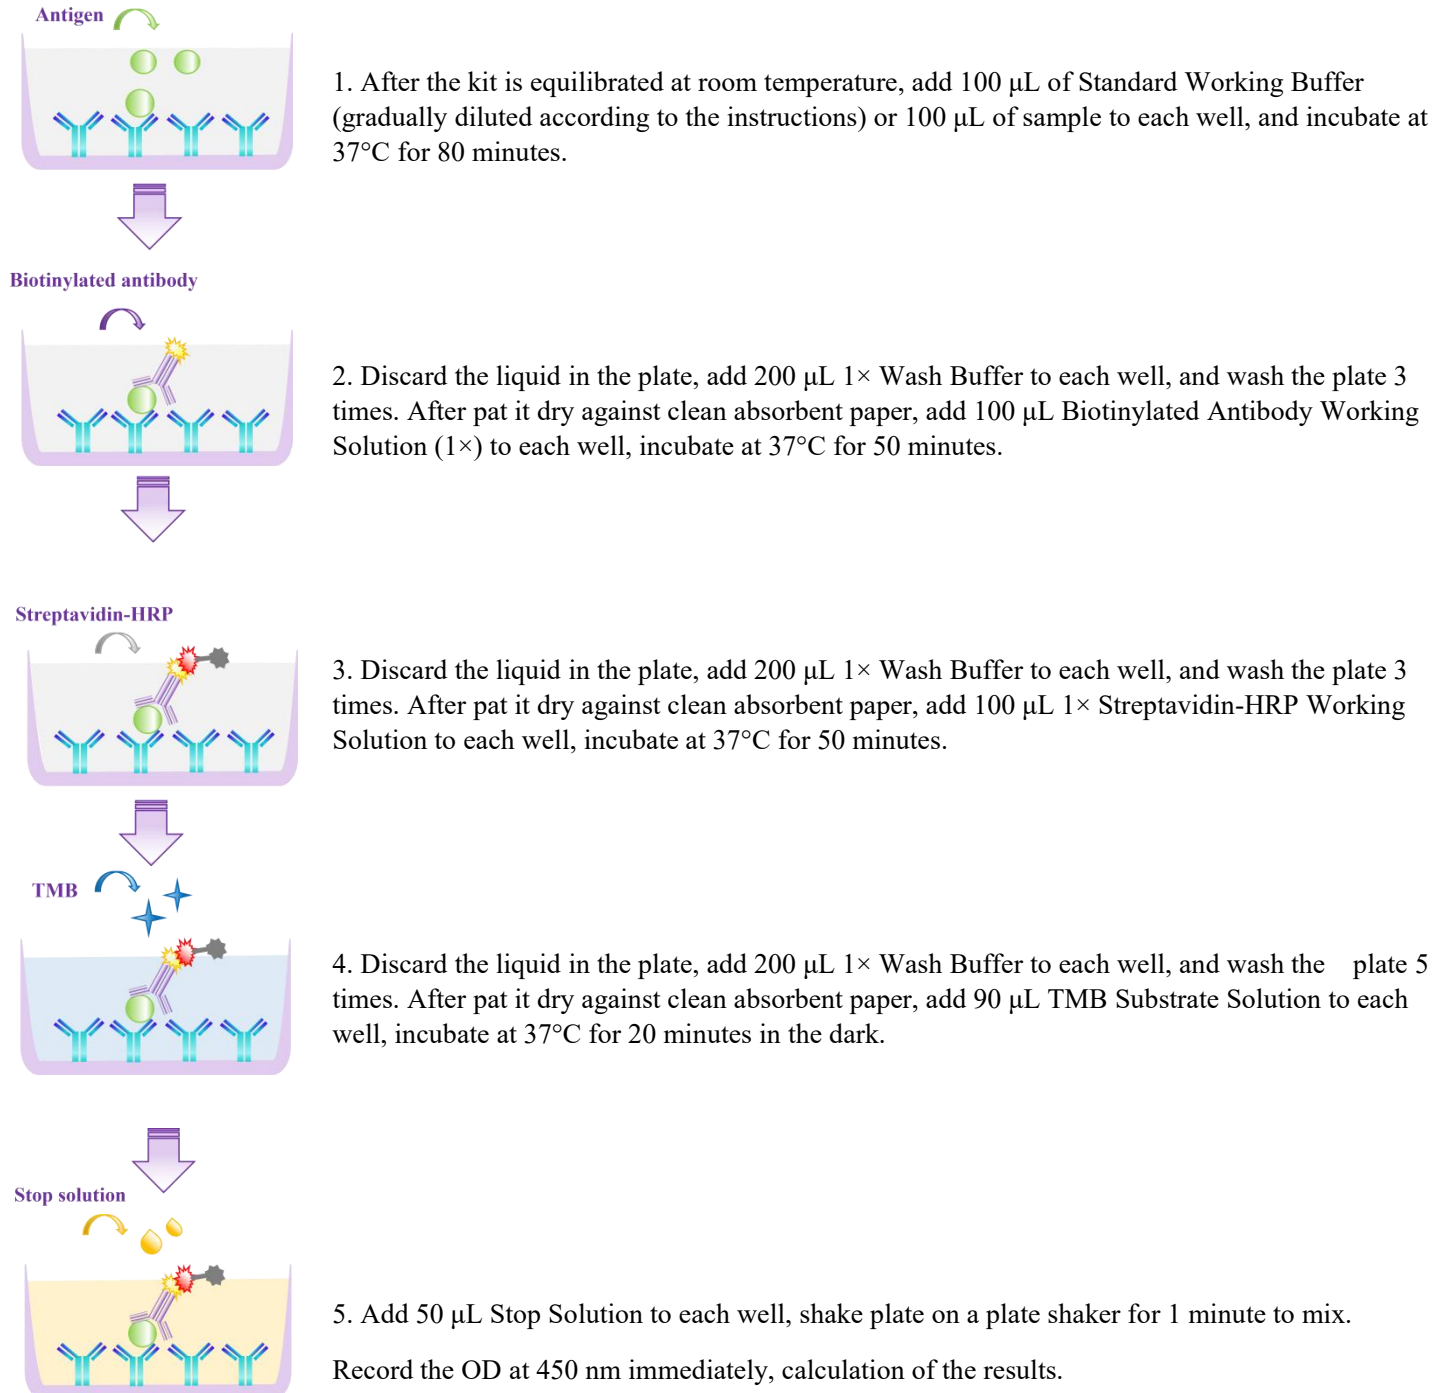 Antigen
1. After the kit is equilibrated at room temperature, add 100 μL of Standard Working Buffer
(gradually diluted according to the instructions) or 100 μL of sample to each well, and incubate at
37°C for 80 minutes.
Biotinylated antibody
2. Discard the liquid in the plate, add 200 μL 1× Wash Buffer to each well, and wash the plate 3
times. After pat it dry against clean absorbent paper, add 100 μL Biotinylated Antibody Working
Solution (1×) to each well, incubate at 37°C for 50 minutes.
Streptavidin-HRP
3. Discard the liquid in the plate, add 200 μL 1× Wash Buffer to each well, and wash the plate 3
times. After pat it dry against clean absorbent paper, add 100 μL 1× Streptavidin-HRP Working
Solution to each well, incubate at 37°C for 50 minutes.
TMB
4. Discard the liquid in the plate, add 200 μL 1× Wash Buffer to each well, and wash the plate 5
times. After pat it dry against clean absorbent paper, add 90 μL TMB Substrate Solution to each
well, incubate at 37°C for 20 minutes in the dark.
Stop solution
5. Add 50 μL Stop Solution to each well, shake plate on a plate shaker for 1 minute to mix.
Record the OD at 450 nm immediately, calculation of the results.